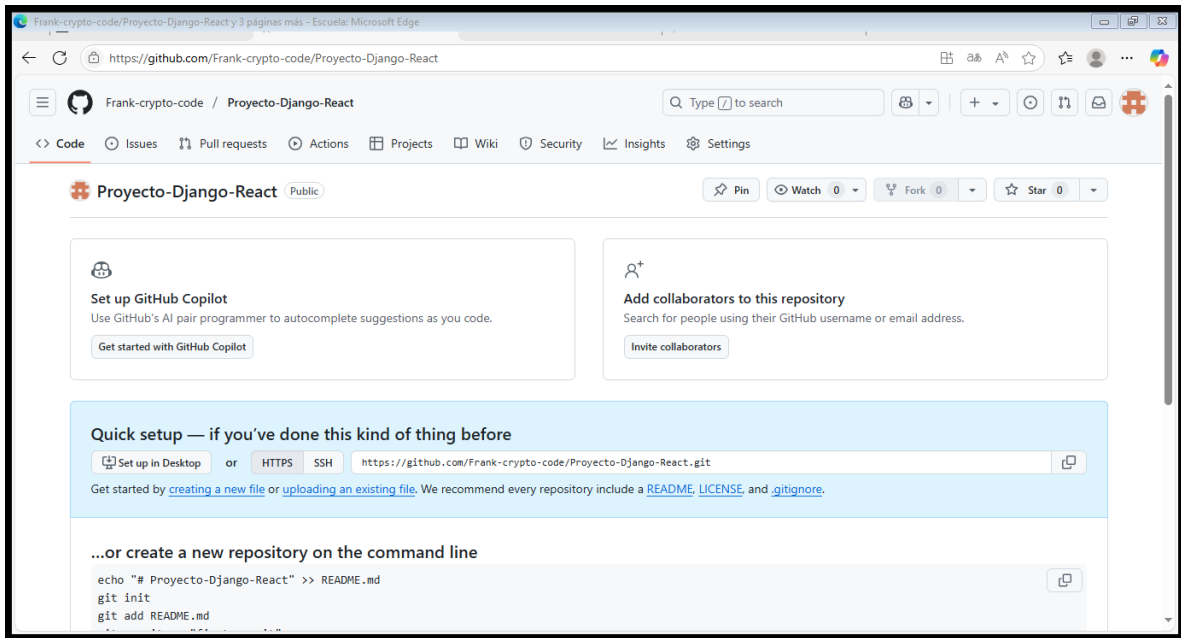 Frank-crypto-code/Proyecto-Django-React y 3 páginas más - Escuela: Microsoft Edge
https://github.com/Frank-crypto-code/Proyecto-Django-React
Frank-crypto-code / Proyecto-Django-React
Type / to search
Code Issues Pull requests Actions Projects Wiki Security Insights Settings
Proyecto-Django-React Public
Pin Watch 0 Fork 0 Star 0
Set up GitHub Copilot
Use GitHub's AI pair programmer to autocomplete suggestions as you code.
Get started with GitHub Copilot
Add collaborators to this repository
Search for people using their GitHub username or email address.
Invite collaborators
Quick setup — if you've done this kind of thing before
Set up in Desktop or HTTPS SSH https://github.com/Frank-crypto-code/Proyecto-Django-React.git
Get started by creating a new file or uploading an existing file. We recommend every repository include a README, LICENSE, and .gitignore.
...or create a new repository on the command line
echo "# Proyecto-Django-React" >> README.md
git init
git add README.md